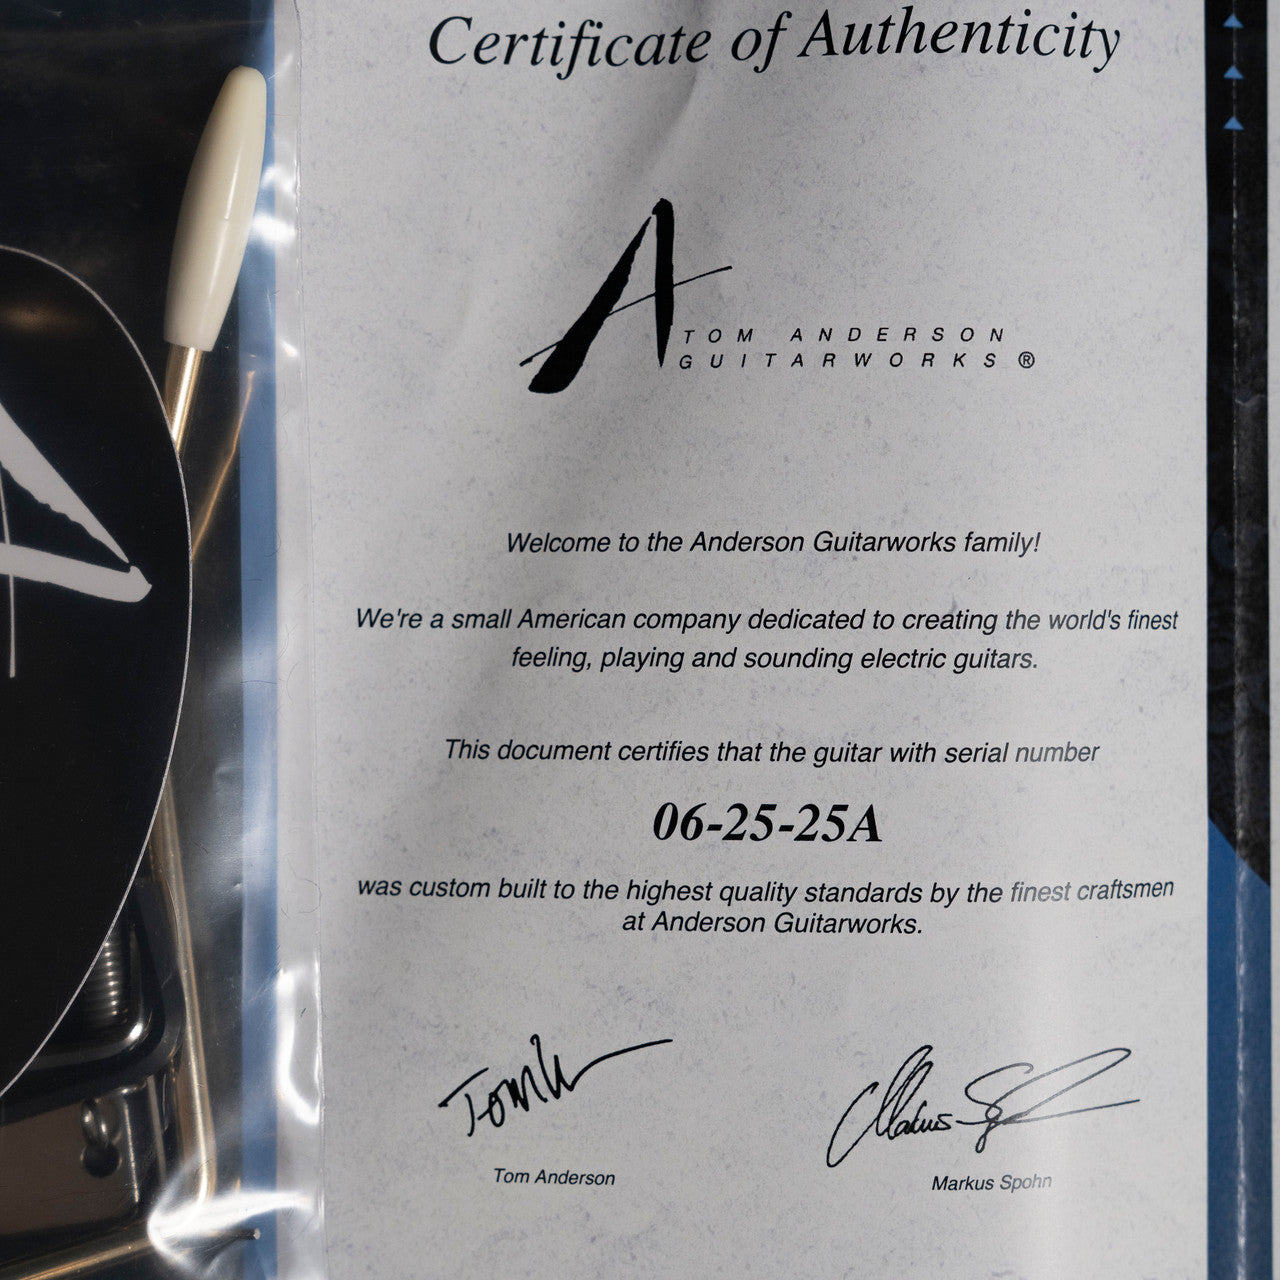 Certificate of Authenticity
TOM ANDERSON
GUITARWORKS ®
Welcome to the Anderson Guitarworks family!
We're a small American company dedicated to creating the world's finest
feeling, playing and sounding electric guitars.
This document certifies that the guitar with serial number
06-25-25A
was custom built to the highest quality standards by the finest craftsmen
at Anderson Guitarworks.
Tom Anderson
Markus Spohn